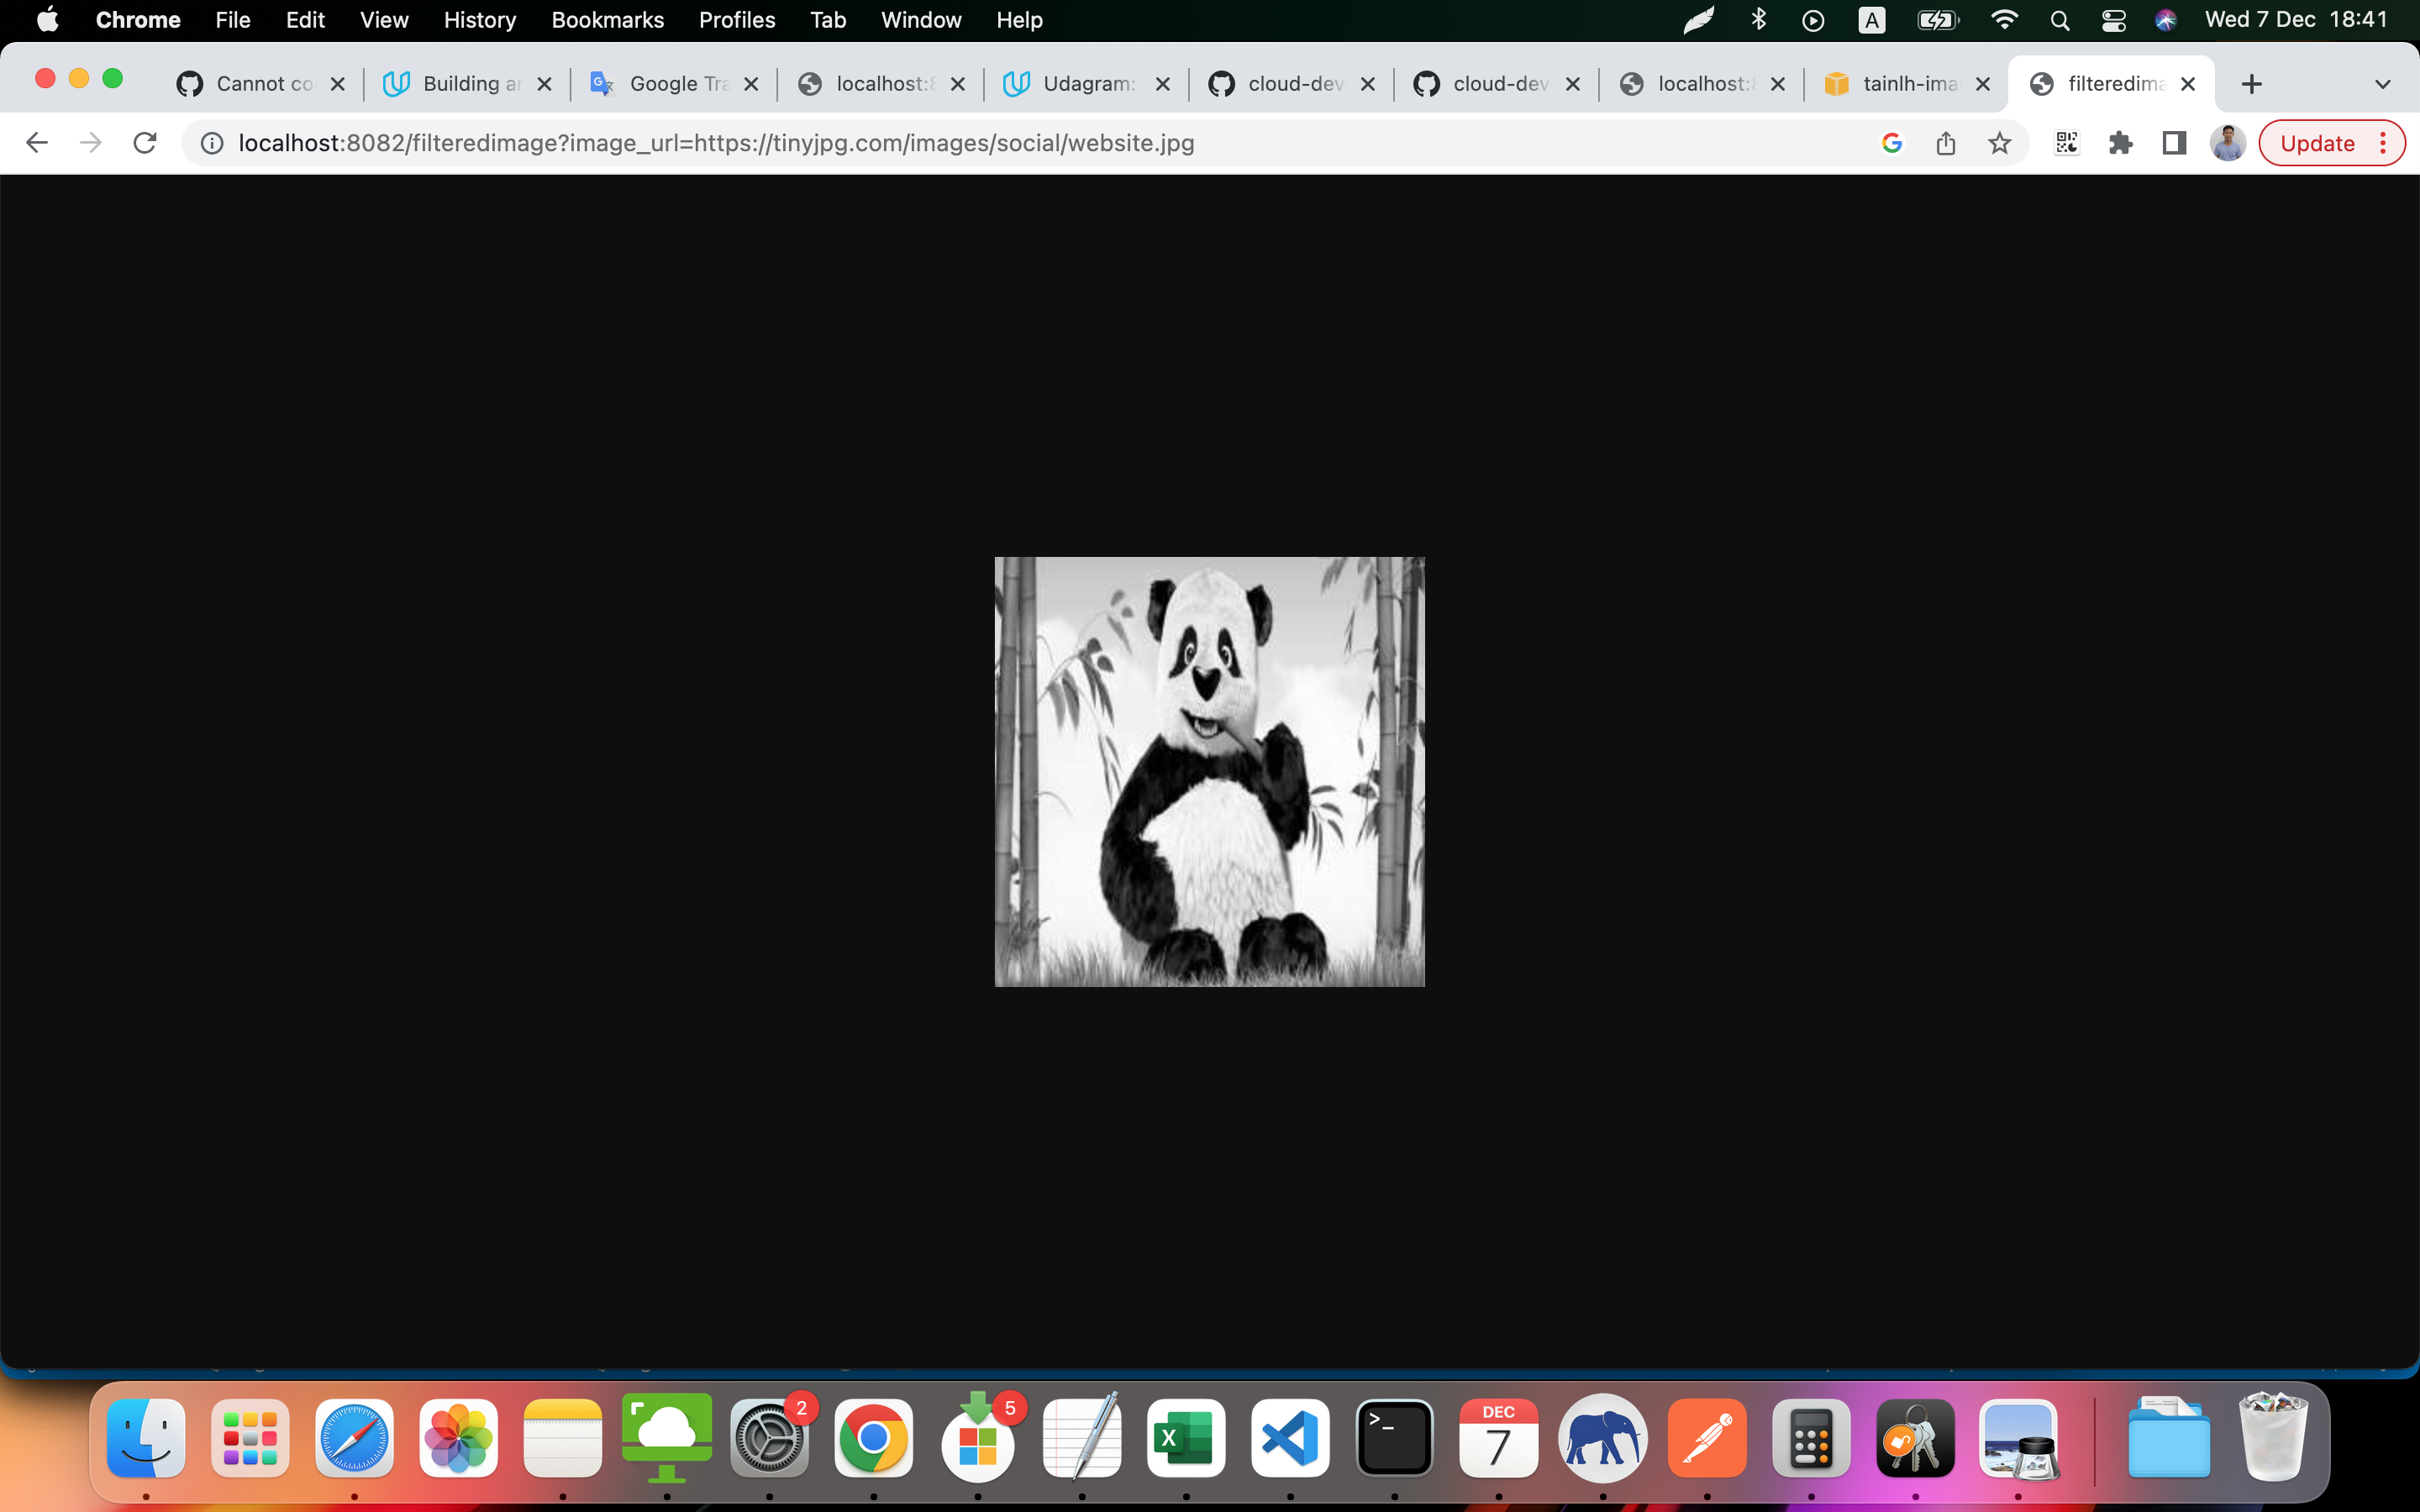 Chrome File Edit View History Bookmarks Profiles Tab Window Help A Wed 7 Dec 18:41
Cannot co Building ar Google Tra localhost:8 Udagram: cloud-dev cloud-dev localhost:8 tainlh-ima filteredima
localhost:8082/filteredimage?image_url=https://tinyjpg.com/images/social/website.jpg Update
2 5 X >_ DEC
7